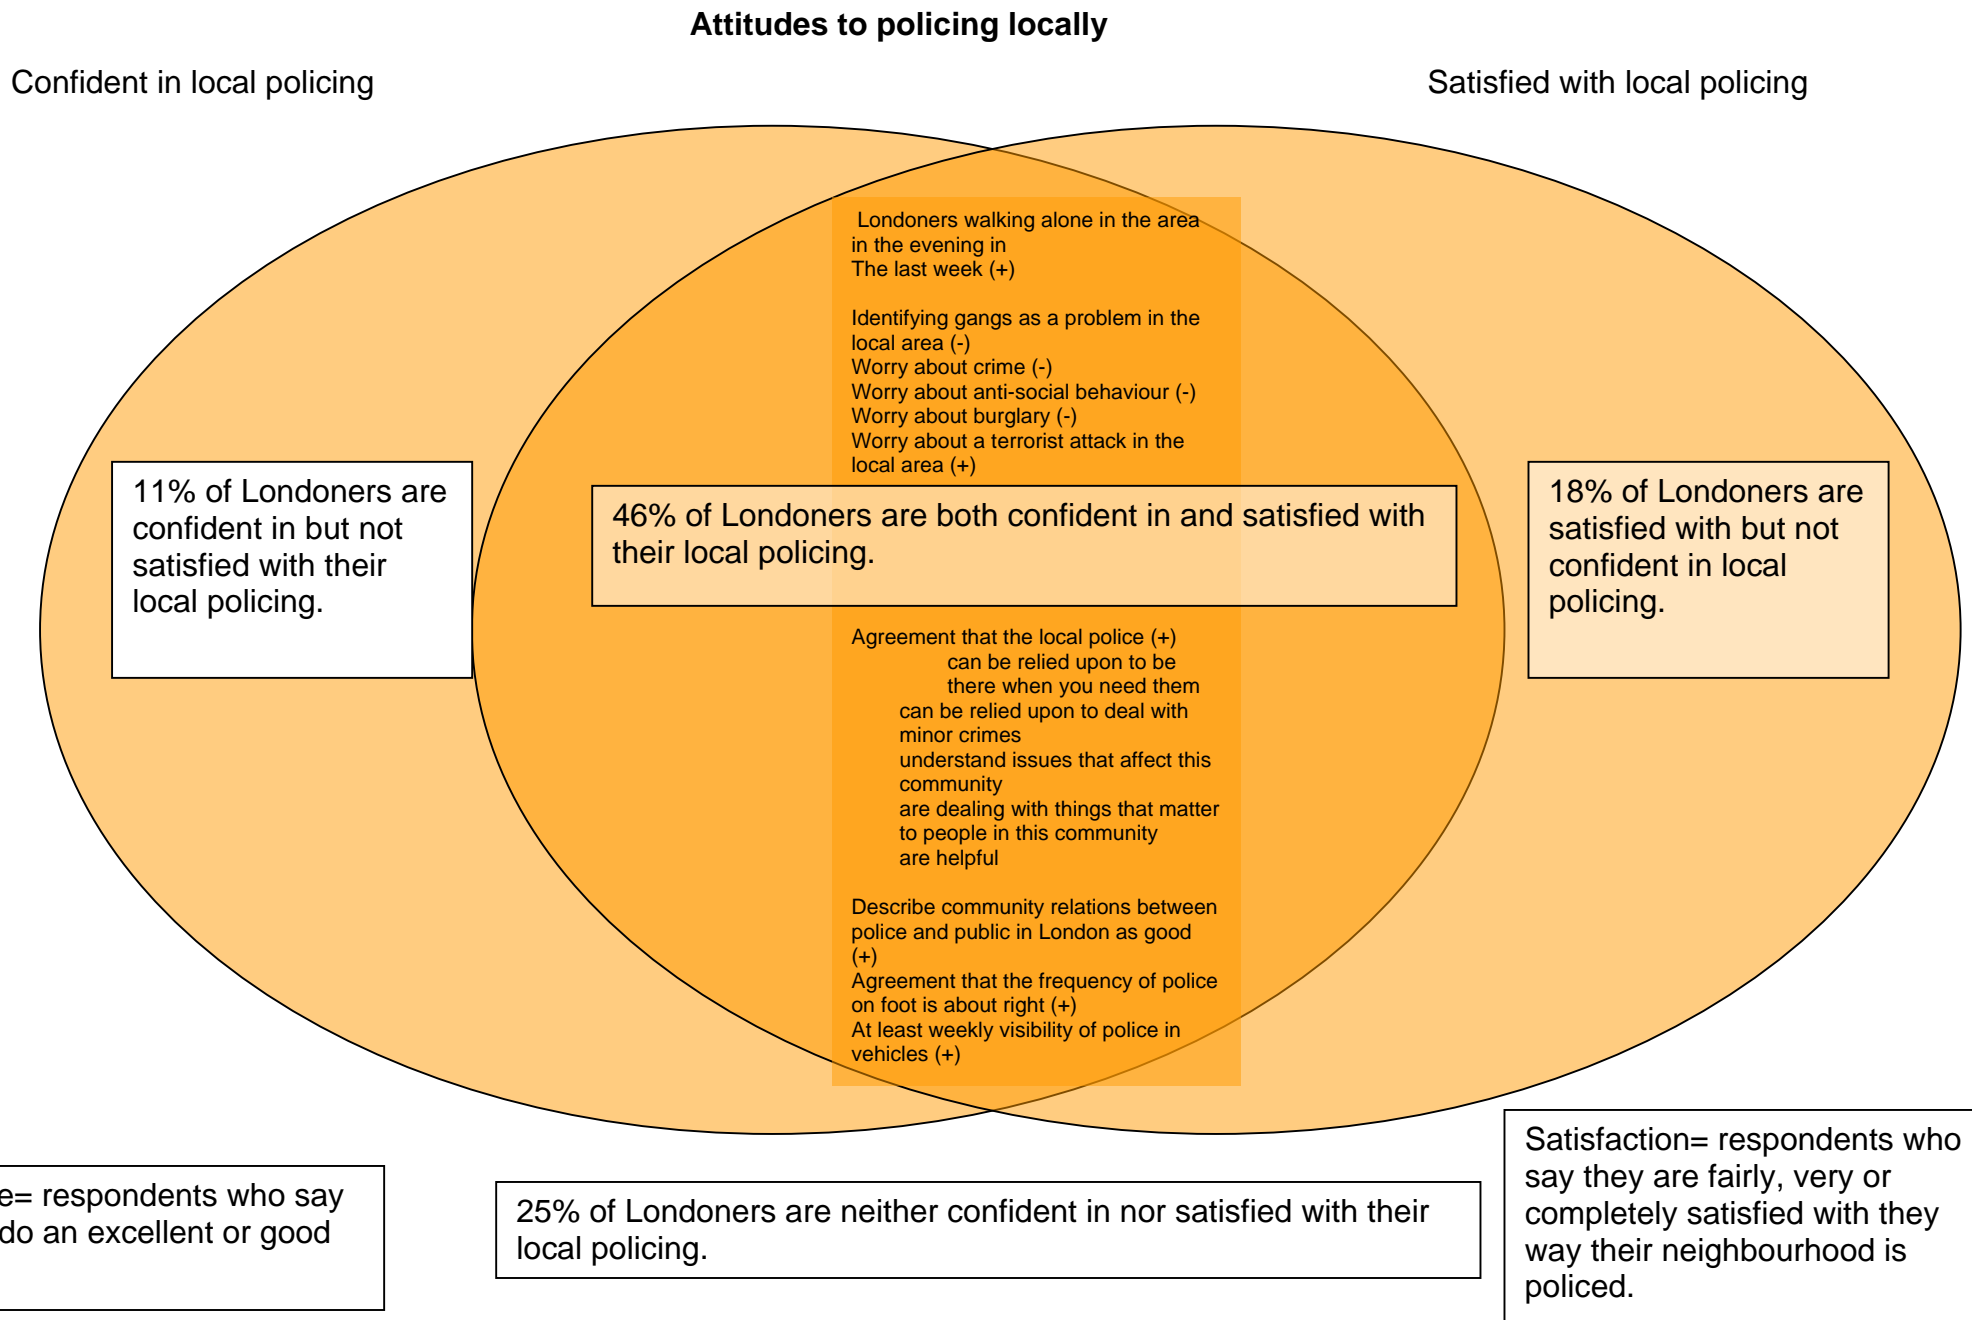 Attitudes to policing locally
Confident in local policing
Satisfied with local policing
Londoners walking alone in the area
in the evening in
The last week (+)
Identifying gangs as a problem in the
local area (-)
Worry about crime (-)
Worry about anti-social behaviour (-)
Worry about burglary (-)
Worry about a terrorist attack in the
local area (+)
11% of Londoners are
confident in but not
satisfied with their
local policing.
46% of Londoners are both confident in and satisfied with
their local policing.
18% of Londoners are
satisfied with but not
confident in local
policing.
Agreement that the local police (+)
can be relied upon to be
there when you need them
can be relied upon to deal with
minor crimes
understand issues that affect this
community
are dealing with things that matter
to people in this community
are helpful
Describe community relations between
police and public in London as good
(+)
Agreement that the frequency of police
on foot is about right (+)
At least weekly visibility of police in
vehicles (+)
e= respondents who say
do an excellent or good
25% of Londoners are neither confident in nor satisfied with their
local policing.
Satisfaction= respondents who
say they are fairly, very or
completely satisfied with they
way their neighbourhood is
policed.